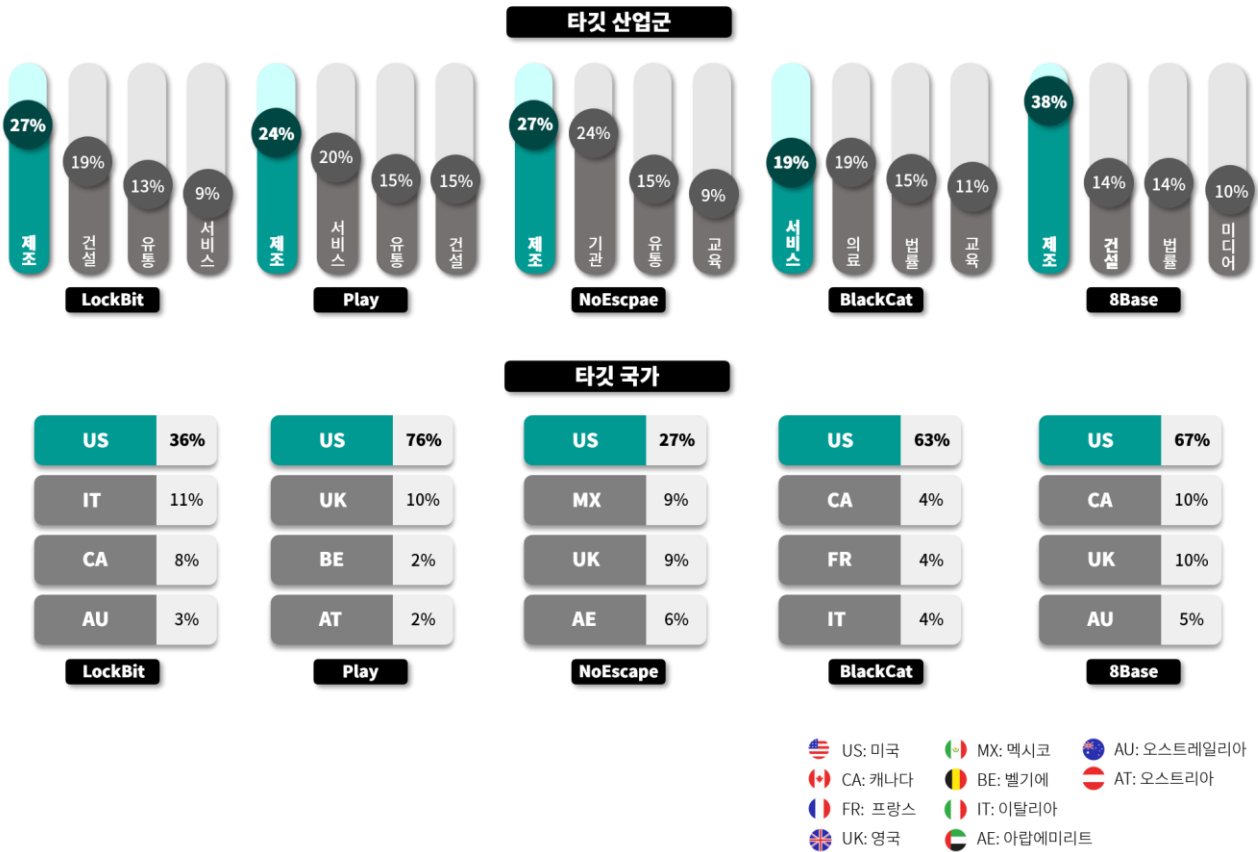 타깃 산업군
27%
19%
13%
9%
제조
건설
유통
서비스
LockBit
24%
20%
15%
15%
제조
서비스
유통
건설
Play
27%
24%
15%
9%
제조
기관
유통
교육
NoEscpae
19%
19%
15%
11%
서비스
의료
법률
교육
BlackCat
38%
14%
14%
10%
제조
건설
법률
미디어
8Base
타깃 국가
US 36%
IT 11%
CA 8%
AU 3%
LockBit
US 76%
UK 10%
BE 2%
AT 2%
Play
US 27%
MX 9%
UK 9%
AE 6%
NoEscape
US 63%
CA 4%
FR 4%
IT 4%
BlackCat
US 67%
CA 10%
UK 10%
AU 5%
8Base
US: 미국
CA: 캐나다
FR: 프랑스
UK: 영국
MX: 멕시코
BE: 벨기에
IT: 이탈리아
AE: 아랍에미리트
AU: 오스트레일리아
AT: 오스트리아